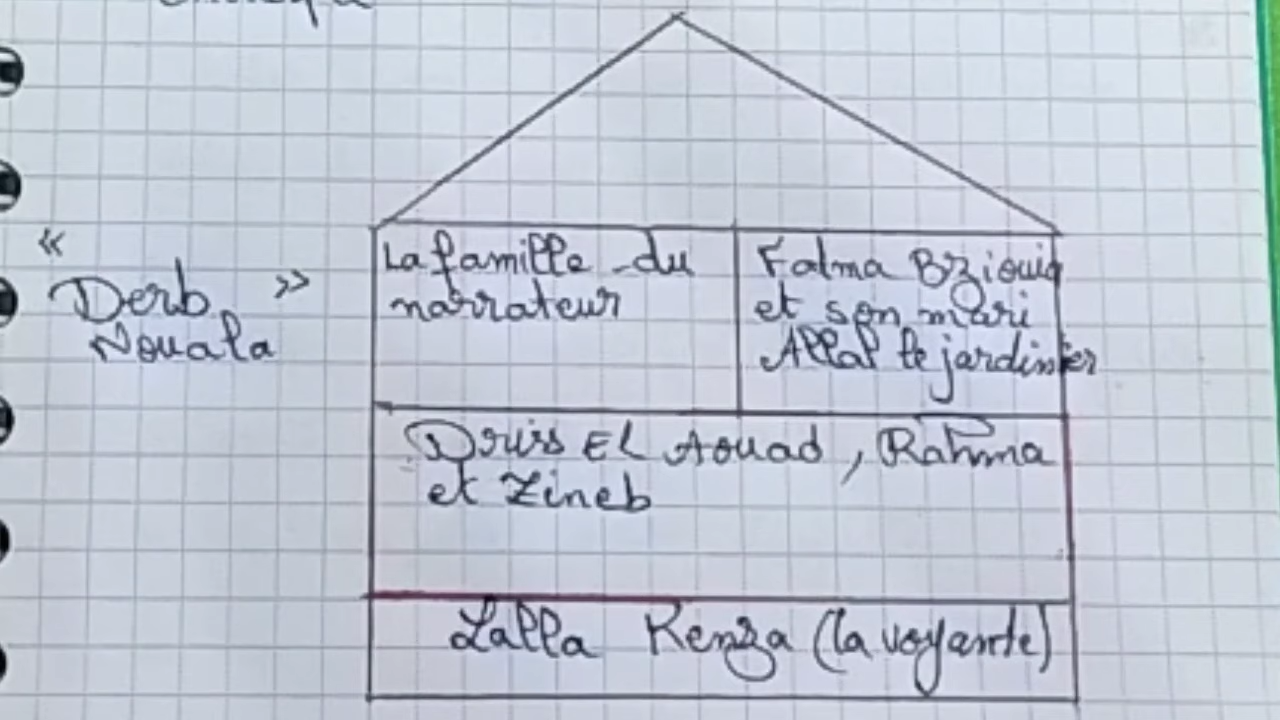 « Derb Nouala »
La famille du
narrateur
Fatma Bziouia
et son mari
Allal le jardinier
Driss El Aouad, Rahma
et Zineb
Lalla Kenza (la voyante)